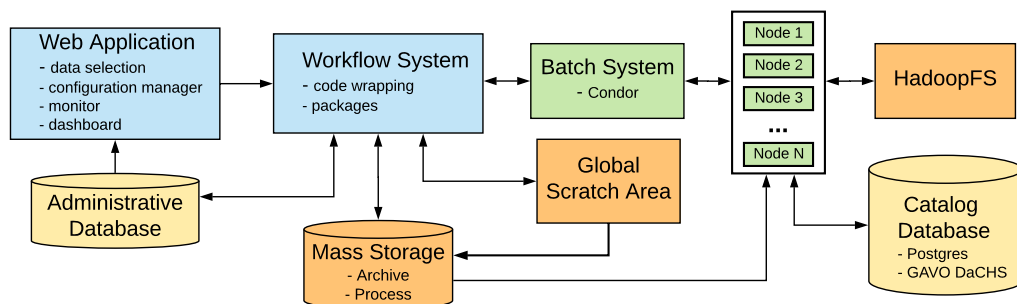 Web Application
- data selection
- configuration manager
- monitor
- dashboard
Workflow System
- code wrapping
- packages
Batch System
- Condor
Node 1
Node 2
Node 3
...
Node N
HadoopFS
Administrative
Database
Global
Scratch Area
Mass Storage
- Archive
- Process
Catalog
Database
- Postgres
- GAVO DaCHS